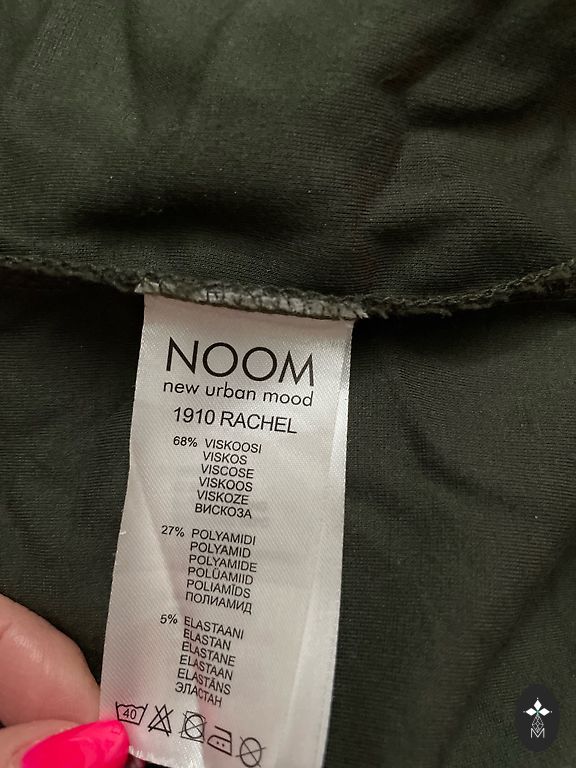 NOOM
new urban mood
1910 RACHEL
68% VISKOOSI
VISKOS
VISCOSE
VISKOOS
VISKOZE
ВИСКОЗА
27% POLYAMIDI
POLYAMID
POLYAMIDE
POLÜAMIID
POLIAMĪDS
ПОЛИАМИД
5% ELASTAANI
ELASTAN
ELASTANE
ELASTAAN
ELASTĀNS
ЭЛАСТАН
40
M